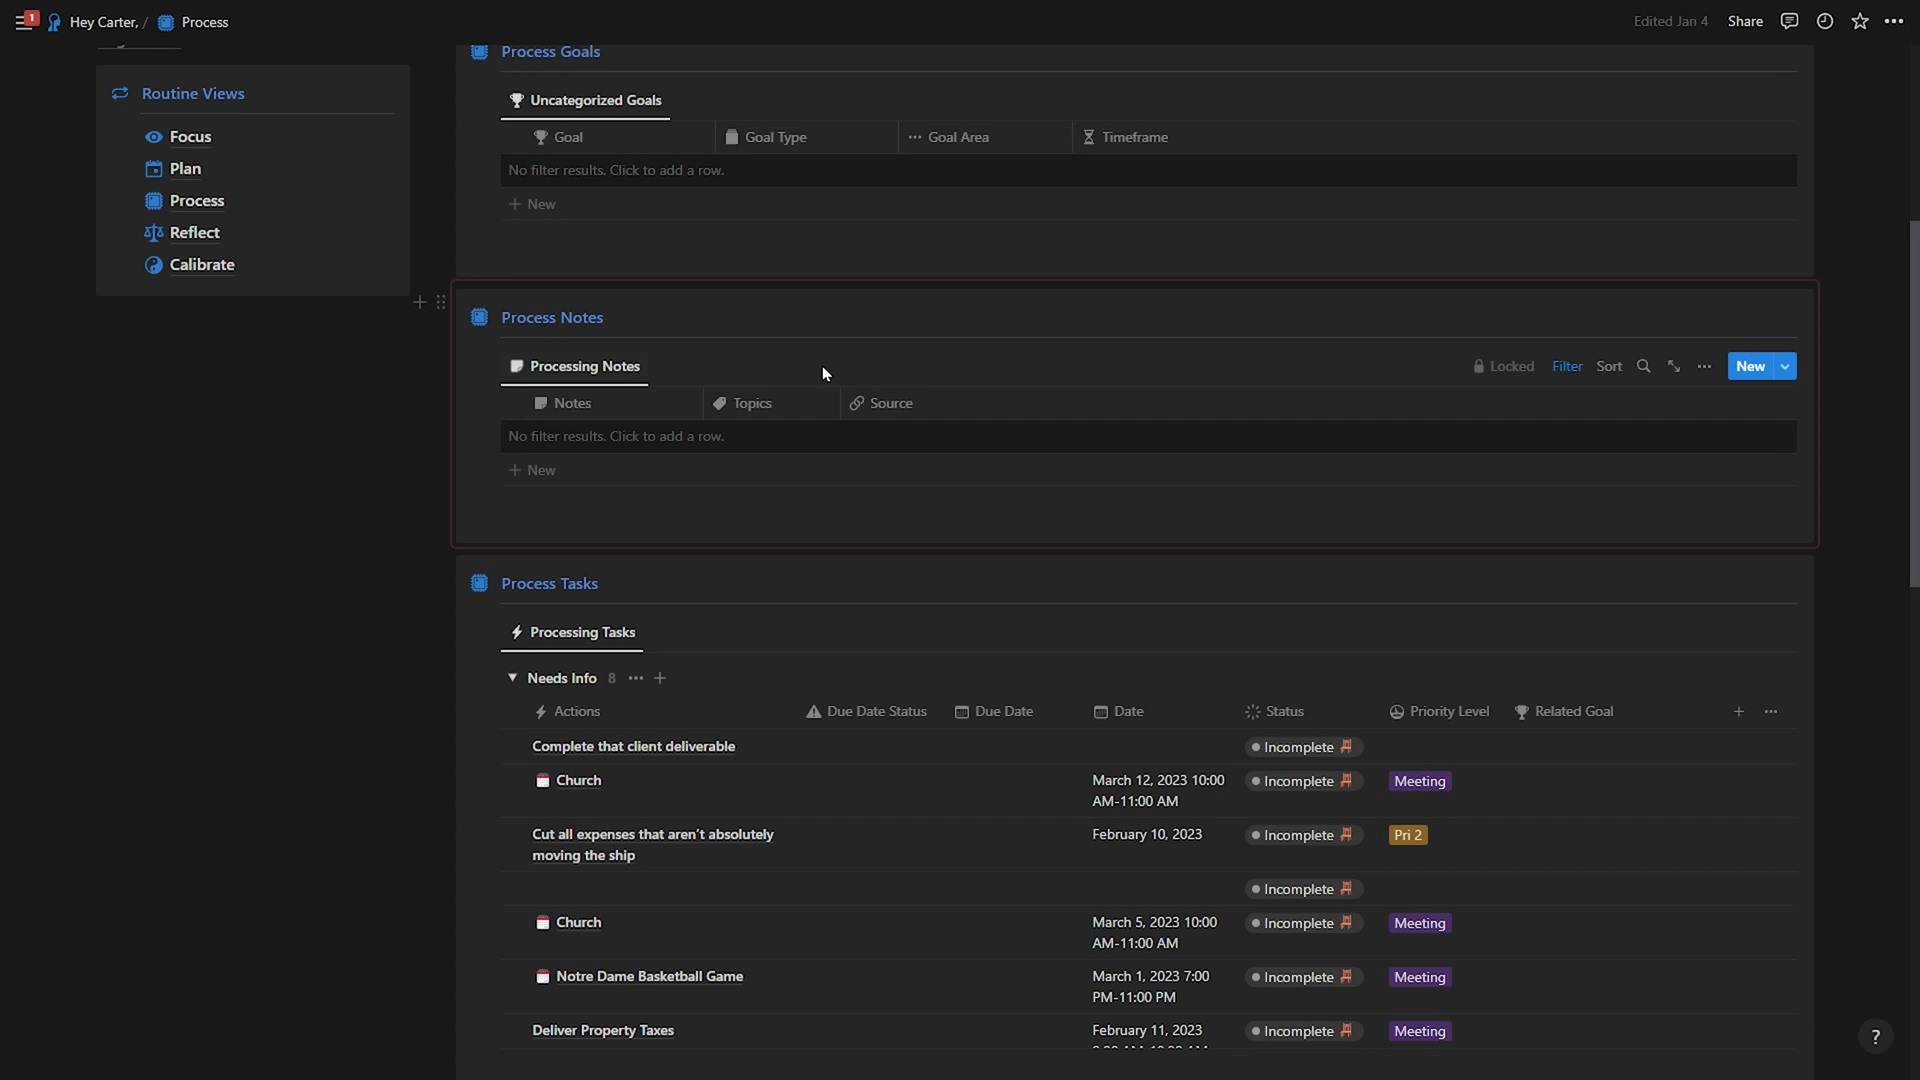 1
Hey Carter, / Process
Edited Jan 4 Share
Process Goals
Routine Views
Focus
Plan
Process
Reflect
Calibrate
Uncategorized Goals
Goal Goal Type Goal Area Timeframe
No filter results. Click to add a row.
+ New
Process Notes
Processing Notes
Locked Filter Sort New
Notes Topics Source
No filter results. Click to add a row.
+ New
Process Tasks
Processing Tasks
Needs Info 8
Actions Due Date Status Due Date Date Status Priority Level Related Goal
Complete that client deliverable Incomplete
Church March 12, 2023 10:00 Incomplete Meeting
AM-11:00 AM
Cut all expenses that aren't absolutely February 10, 2023 Incomplete Pri 2
moving the ship
Incomplete
Church March 5, 2023 10:00 Incomplete Meeting
AM-11:00 AM
Notre Dame Basketball Game March 1, 2023 7:00 Incomplete Meeting
PM-11:00 PM
Deliver Property Taxes February 11, 2023 Incomplete Meeting
?